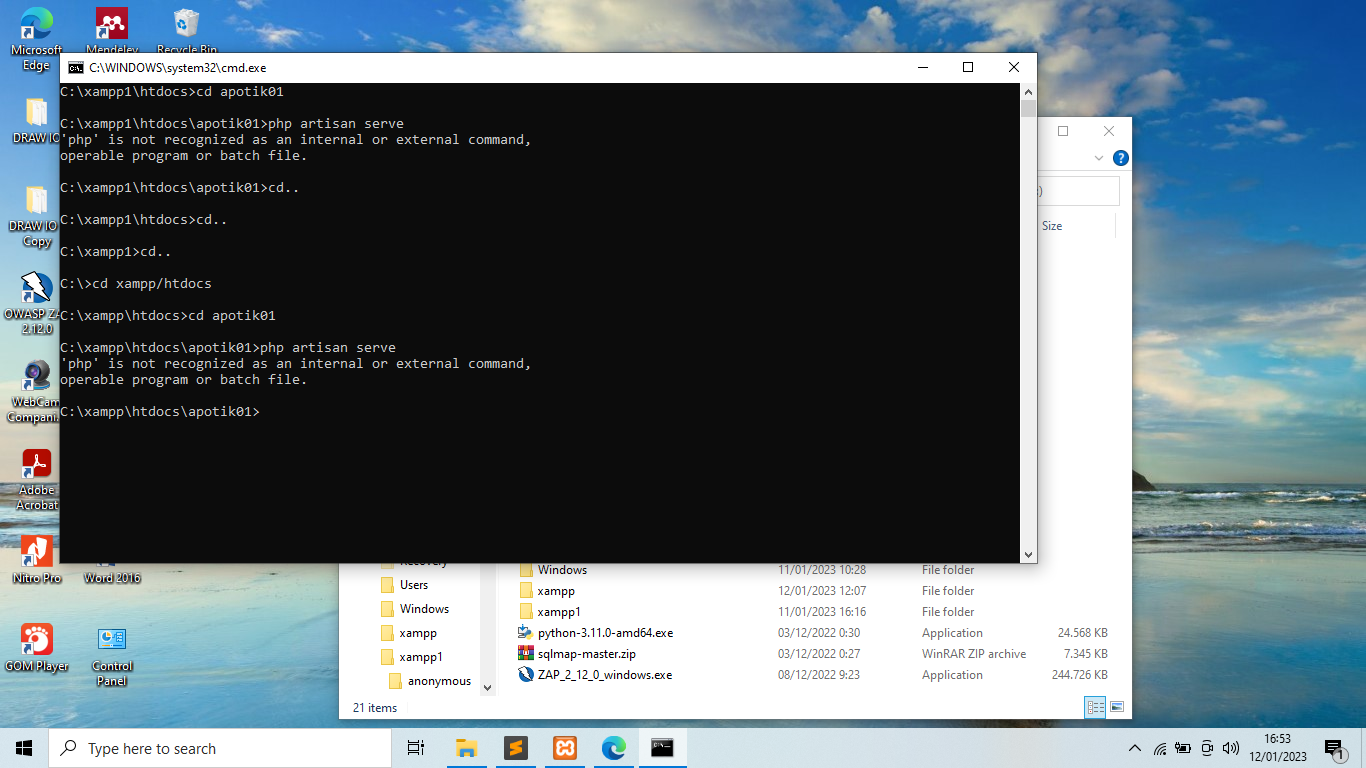 Microsoft
Edge
Mendeley
Recycle Bin
DRAW IO
DRAW IO
Copy
OWASP ZA
2.12.0
WebCam
Compani
Adobe
Acrobat
Nitro Pro
Word 2016
GOM Player
Control
Panel
C:\WINDOWS\system32\cmd.exe
C:\xampp1\htdocs>cd apotik01
C:\xampp1\htdocs\apotik01>php artisan serve
'php' is not recognized as an internal or external command,
operable program or batch file.
C:\xampp1\htdocs\apotik01>cd..
C:\xampp1\htdocs>cd..
C:\xampp1>cd..
C:\>cd xampp/htdocs
C:\xampp\htdocs>cd apotik01
C:\xampp\htdocs\apotik01>php artisan serve
'php' is not recognized as an internal or external command,
operable program or batch file.
C:\xampp\htdocs\apotik01>
:)
Size
Recovery
Users
Windows
xampp
xampp1
anonymous
Windows 11/01/2023 10:28 File folder
xampp 12/01/2023 12:07 File folder
xampp1 11/01/2023 16:16 File folder
python-3.11.0-amd64.exe 03/12/2022 0:30 Application 24.568 KB
sqlmap-master.zip 03/12/2022 0:27 WinRAR ZIP archive 7.345 KB
ZAP_2_12_0_windows.exe 08/12/2022 9:23 Application 244.726 KB
21 items
Type here to search
16:53
12/01/2023
1